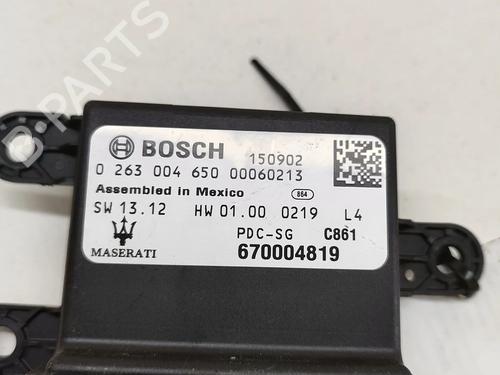 BOSCH 150902
0 263 004 650 00060213
Assembled in Mexico 864
SW 13.12 HW 01.00 0219 L4
PDC-SG C861
MASERATI 670004819
B-PARTS